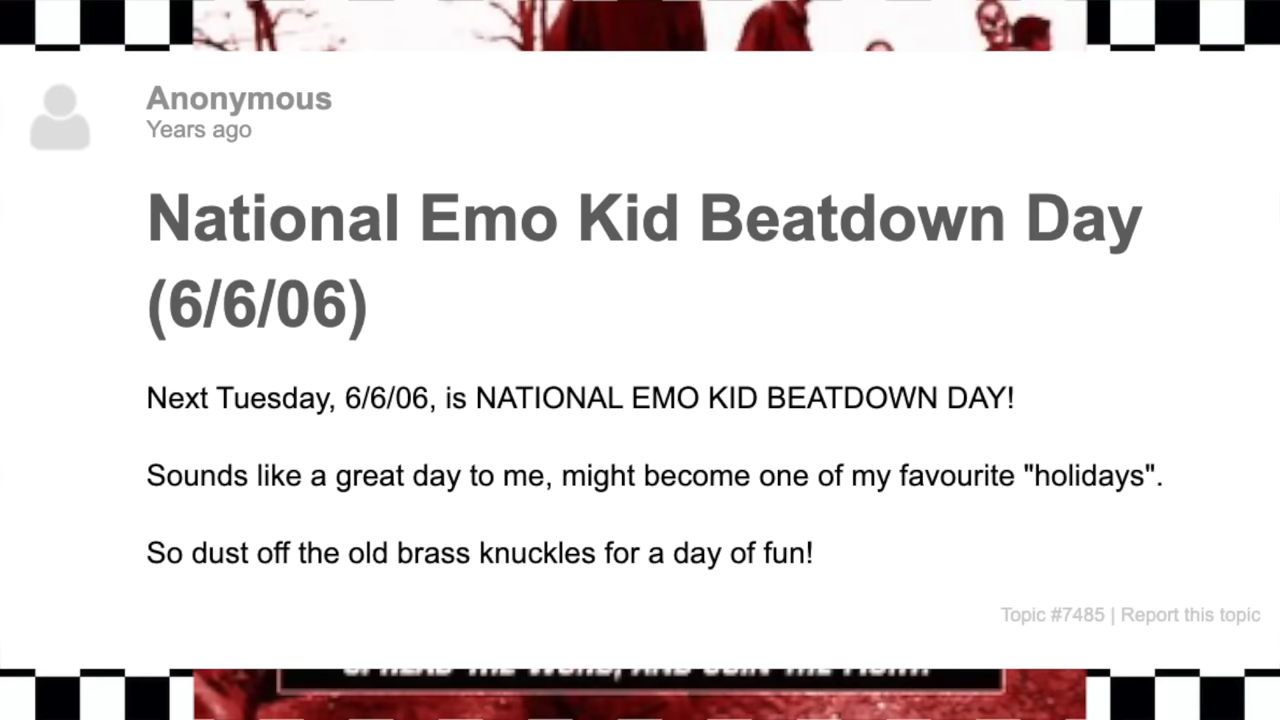 Anonymous
Years ago
National Emo Kid Beatdown Day
(6/6/06)
Next Tuesday, 6/6/06, is NATIONAL EMO KID BEATDOWN DAY!
Sounds like a great day to me, might become one of my favourite "holidays".
So dust off the old brass knuckles for a day of fun!
Topic #7485 | Report this topic